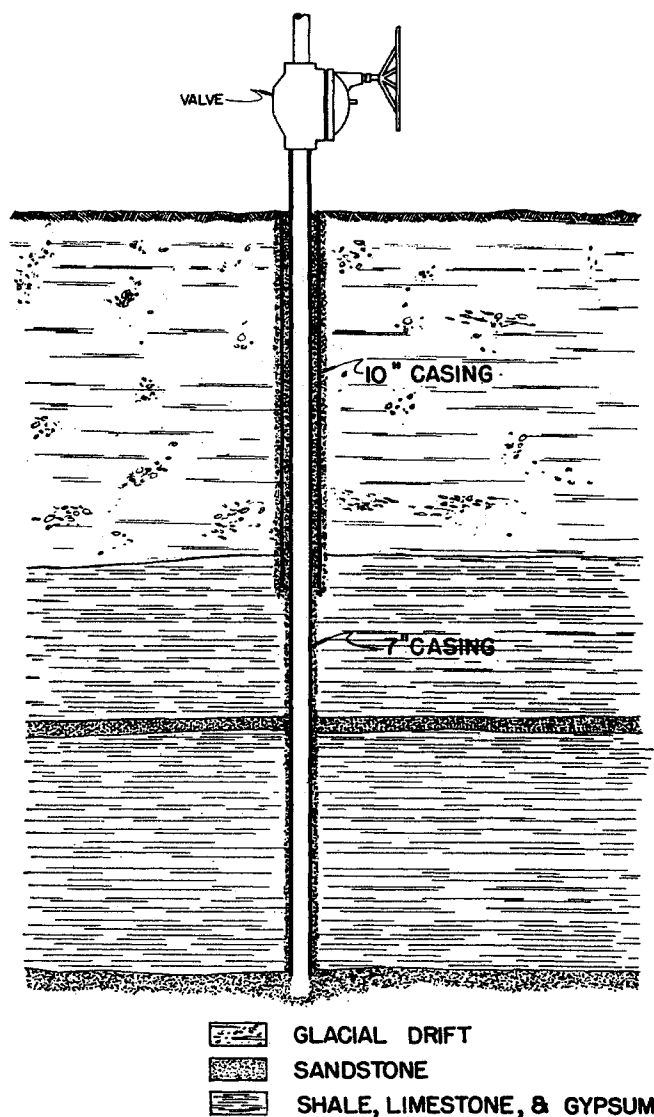 VALVE
10" CASING
7" CASING
GLACIAL DRIFT
SANDSTONE
SHALE, LIMESTONE, & GYPSUM